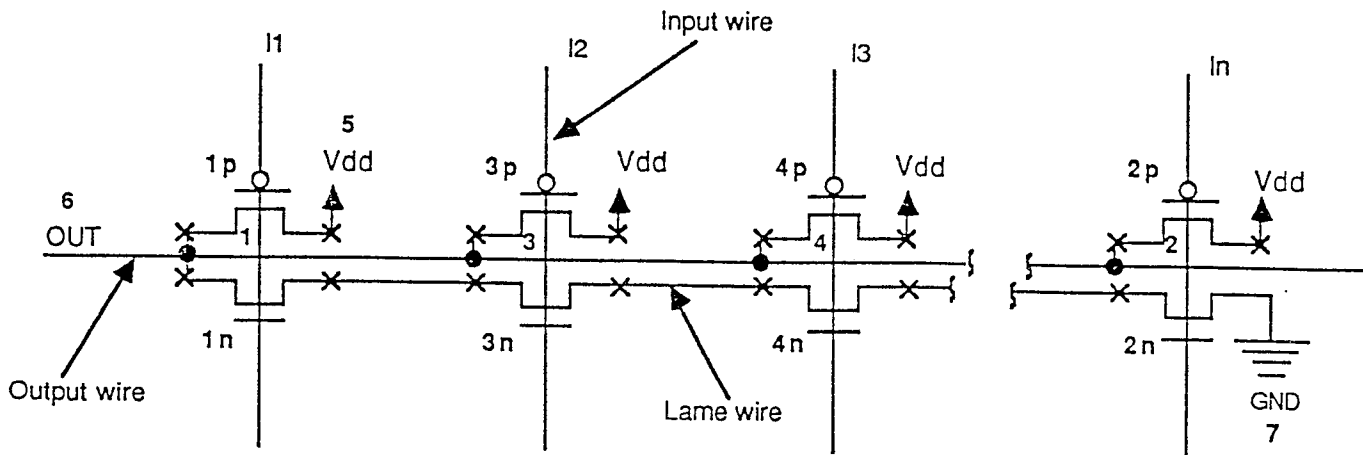 Input wire
I1
I2
I3
In
5
1p
Vdd
3p
Vdd
4p
Vdd
2p
Vdd
6
OUT
1
3
4
2
1n
3n
4n
2n
Output wire
Lame wire
GND
7